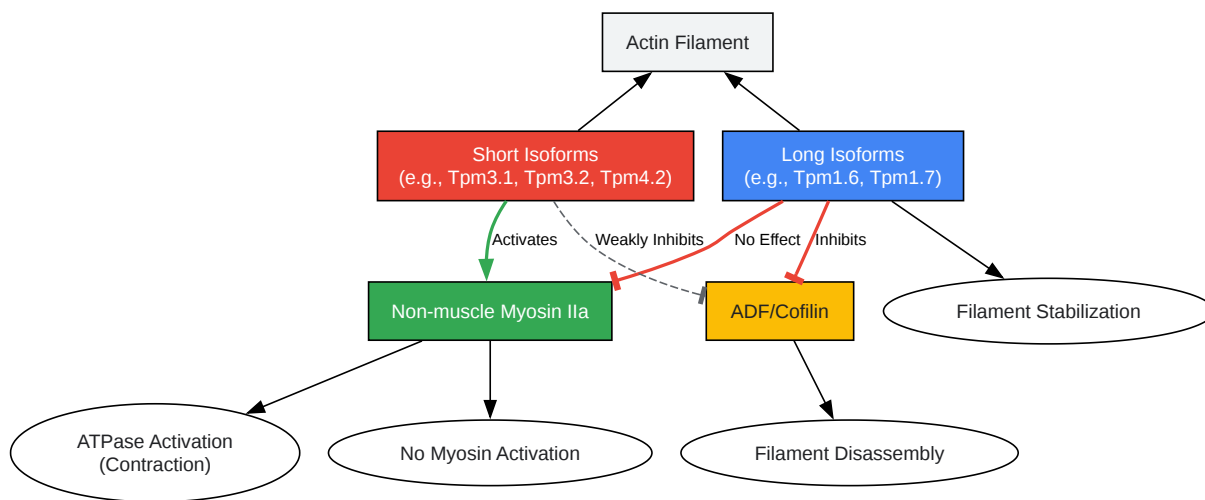 Actin Filament
Short Isoforms
(e.g., Tpm3.1, Tpm3.2, Tpm4.2)
Long Isoforms
(e.g., Tpm1.6, Tpm1.7)
Activates
Weakly Inhibits
No Effect
Inhibits
Non-muscle Myosin IIa
ADF/Cofilin
Filament Stabilization
ATPase Activation
(Contraction)
No Myosin Activation
Filament Disassembly